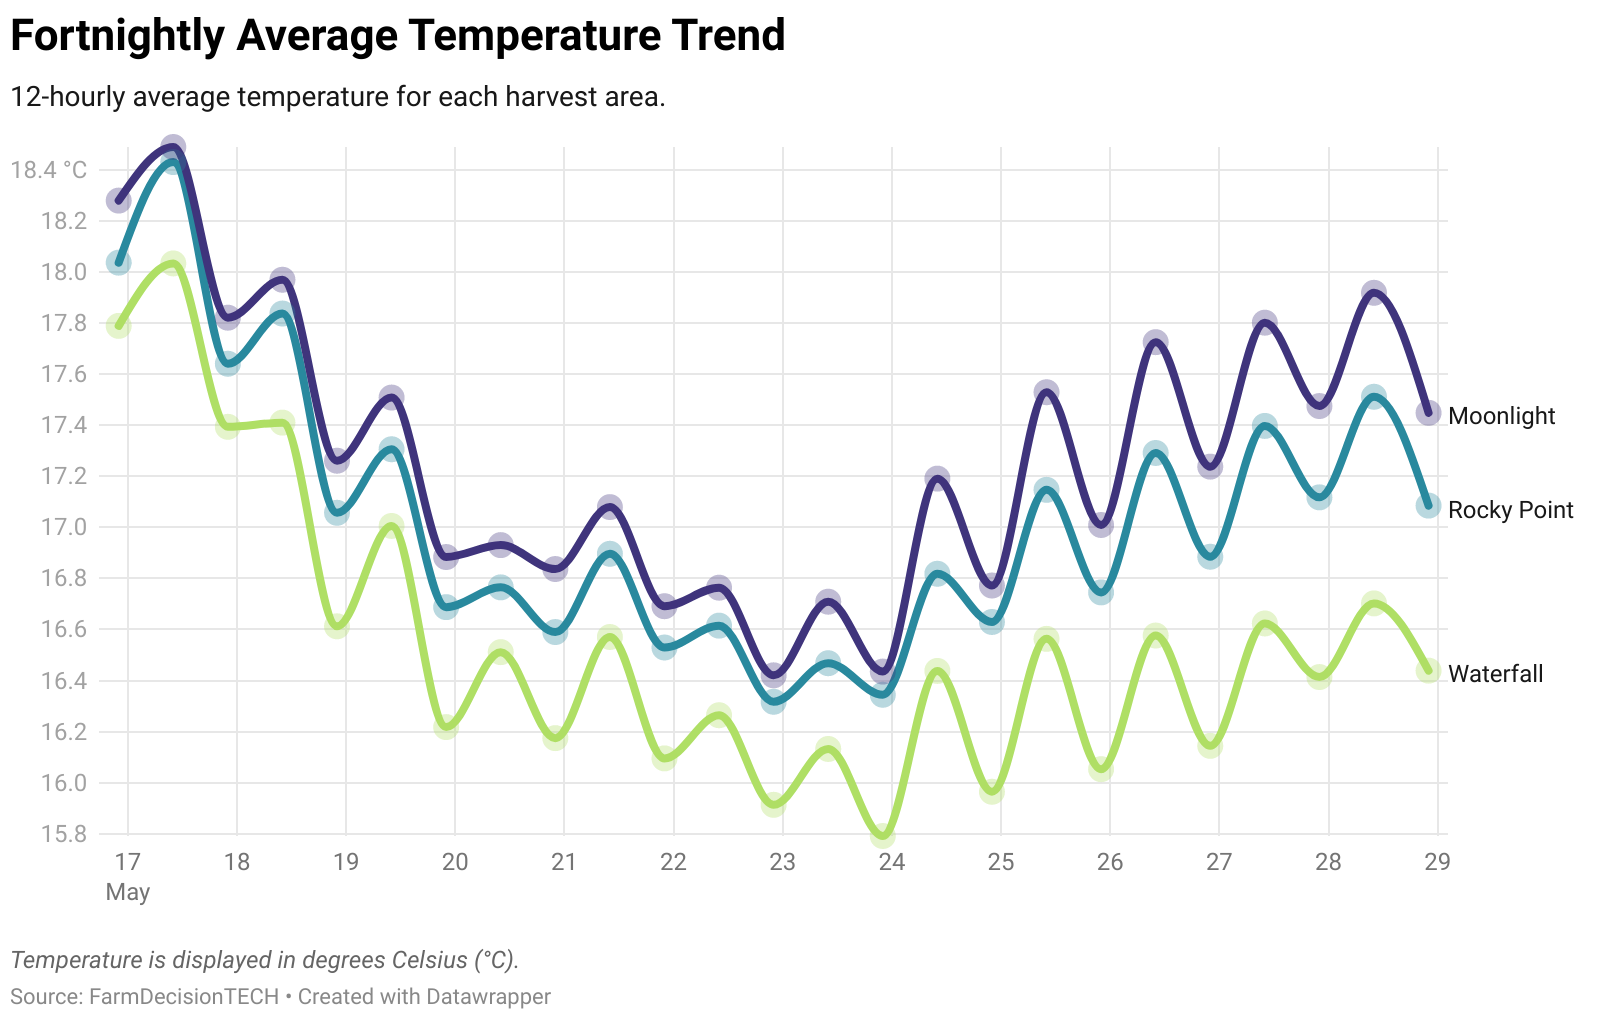 Fortnightly Average Temperature Trend
12-hourly average temperature for each harvest area.
18.4 °C
18.2
18.0
17.8
17.6
17.4
17.2
17.0
16.8
16.6
16.4
16.2
16.0
15.8
Moonlight
Rocky Point
Waterfall
17 18 19 20 21 22 23 24 25 26 27 28 29
May
Temperature is displayed in degrees Celsius (°C).
Source: FarmDecisionTECH • Created with Datawrapper